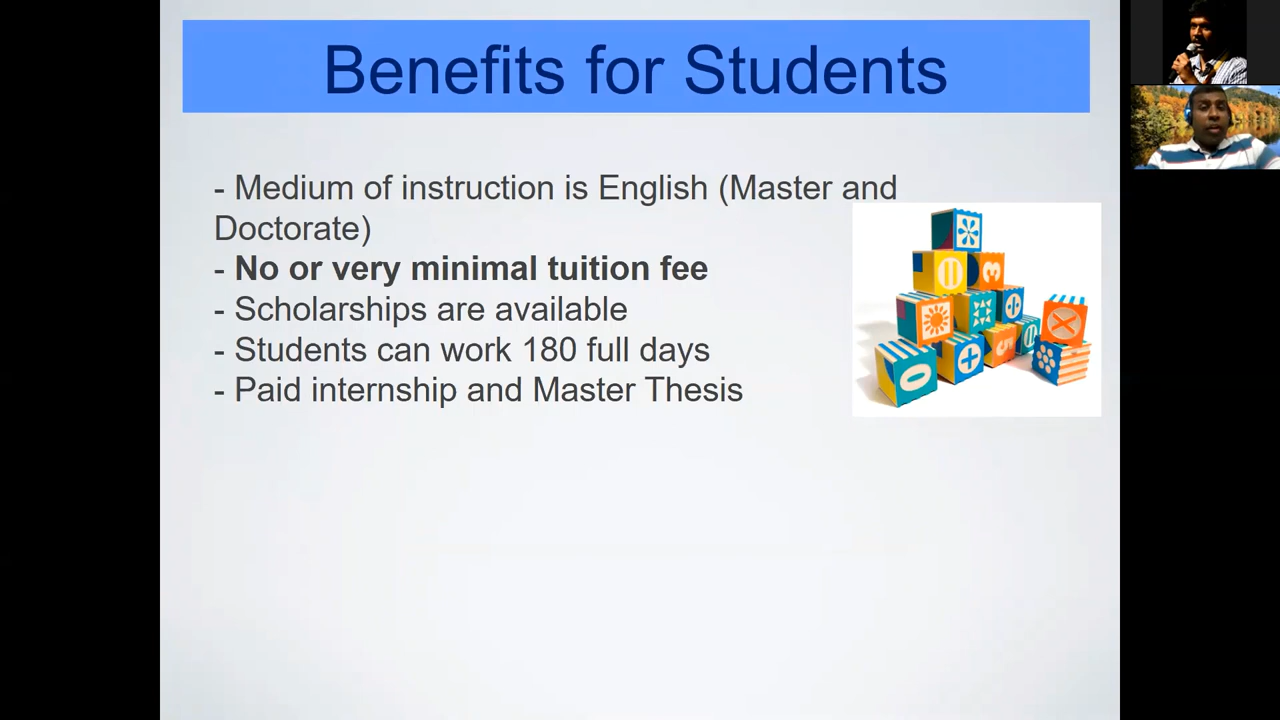 Benefits for Students
- Medium of instruction is English (Master and
Doctorate)
- No or very minimal tuition fee
- Scholarships are available
- Students can work 180 full days
- Paid internship and Master Thesis